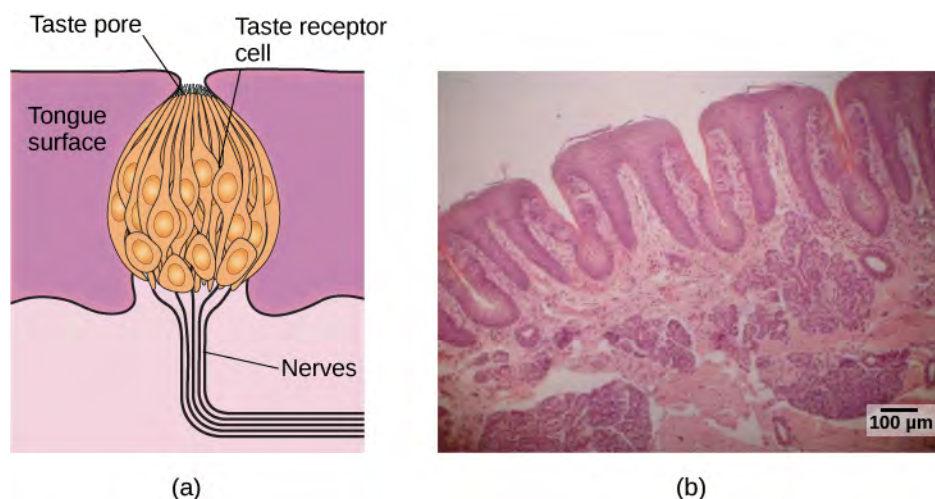 Taste pore
Taste receptor
cell
Tongue
surface
Nerves
100 µm
(a)
(b)